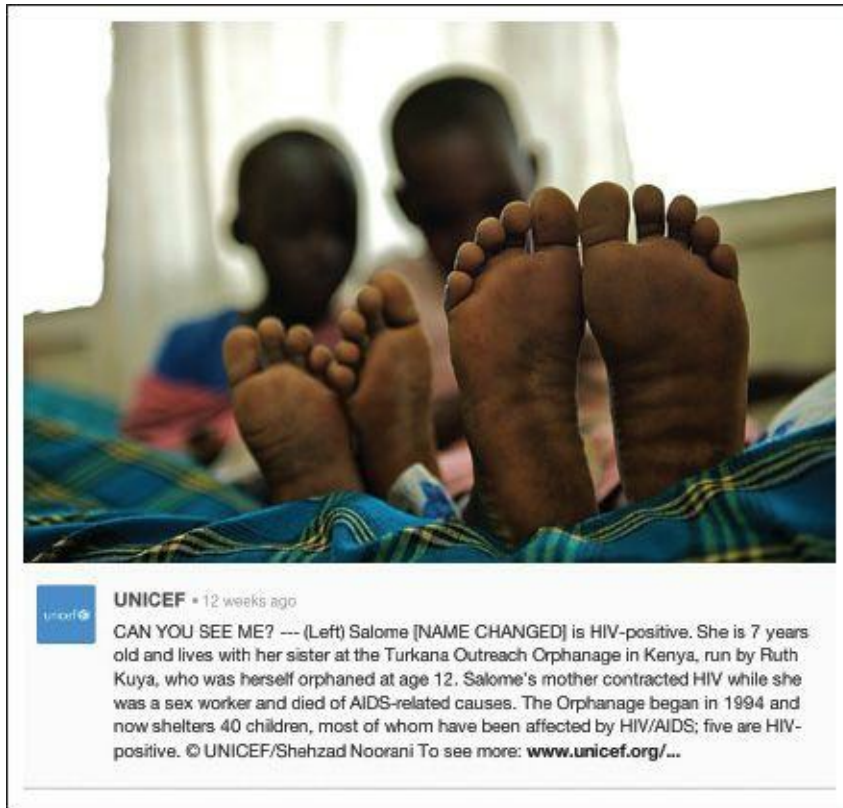 unicef
UNICEF • 12 weeks ago
CAN YOU SEE ME? --- (Left) Salome [NAME CHANGED] is HIV-positive. She is 7 years
old and lives with her sister at the Turkana Outreach Orphanage in Kenya, run by Ruth
Kuya, who was herself orphaned at age 12. Salome's mother contracted HIV while she
was a sex worker and died of AIDS-related causes. The Orphanage began in 1994 and
now shelters 40 children, most of whom have been affected by HIV/AIDS; five are HIV-
positive. © UNICEF/Shehzad Noorani To see more: www.unicef.org/...